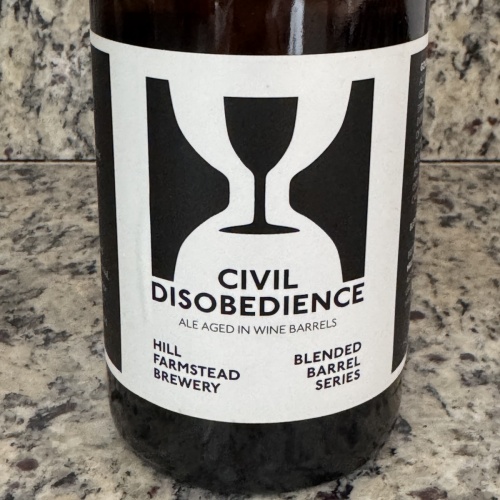 CIVIL
DISOBEDIENCE
ALE AGED IN WINE BARRELS
HILL
FARMSTEAD
BREWERY
BLENDED
BARREL
SERIES